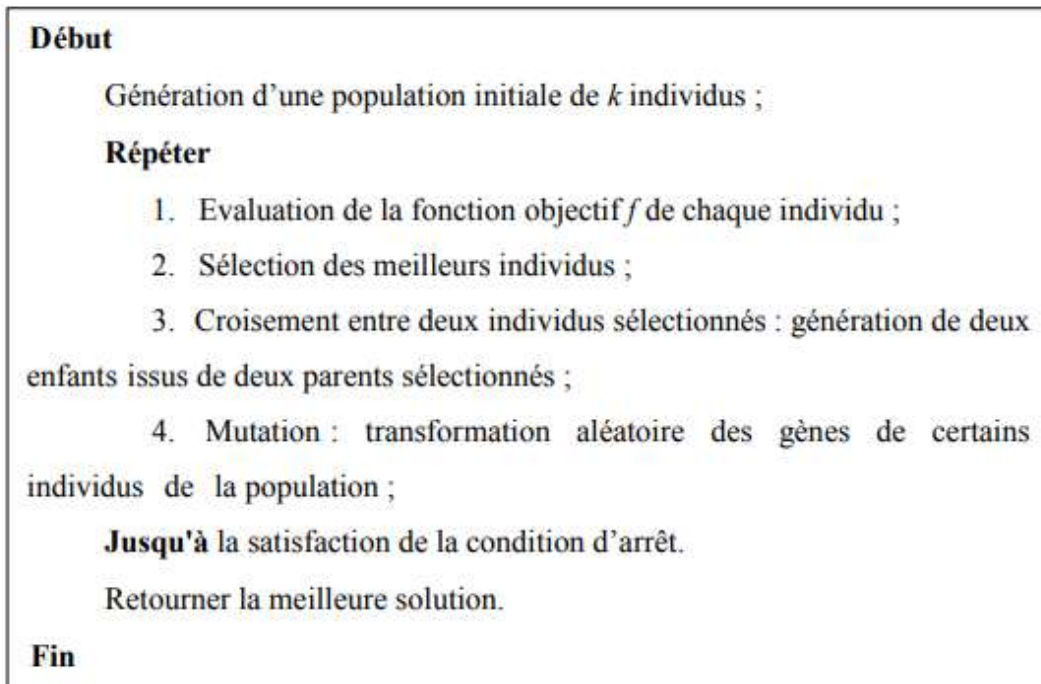 Début
Génération d'une population initiale de k individus ;
Répéter
1. Evaluation de la fonction objectif f de chaque individu ;
2. Sélection des meilleurs individus ;
3. Croisement entre deux individus sélectionnés : génération de deux
enfants issus de deux parents sélectionnés ;
4. Mutation : transformation aléatoire des gènes de certains
individus de la population ;
Jusqu'à la satisfaction de la condition d'arrêt.
Retourner la meilleure solution.
Fin